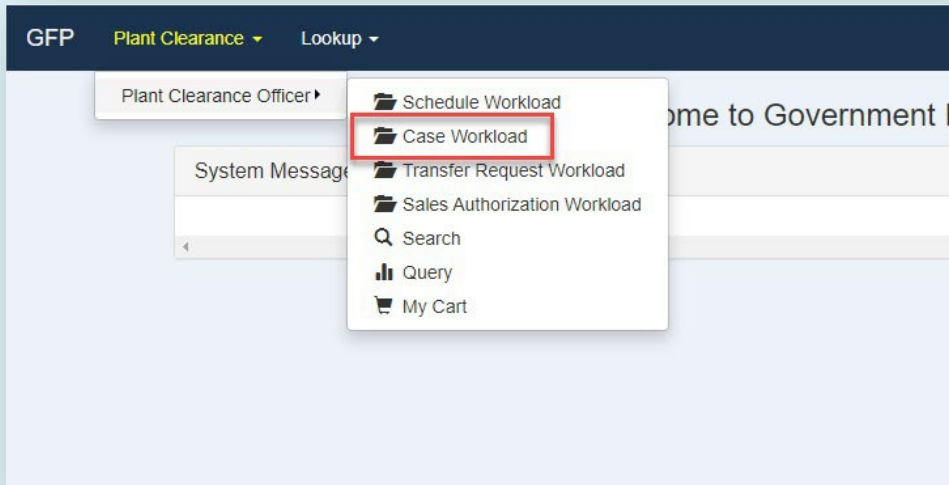 GFP Plant Clearance Lookup
Plant Clearance Officer
Schedule Workload
ome to Government
Case Workload
System Message
Transfer Request Workload
Sales Authorization Workload
Search
Query
My Cart